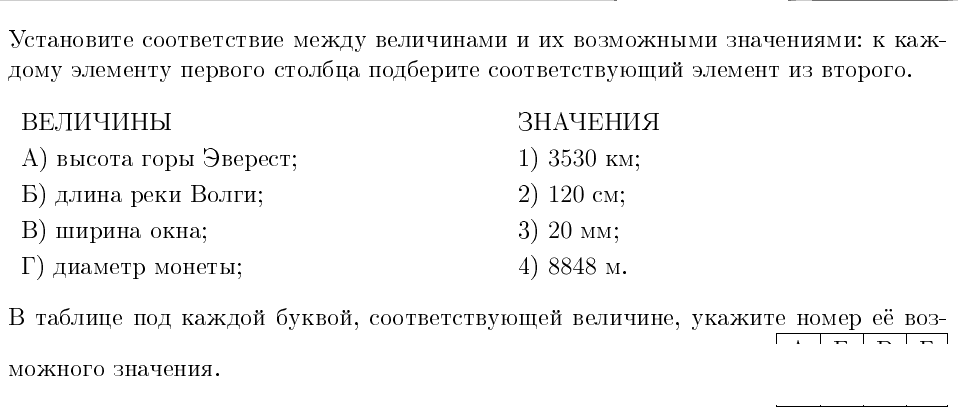 Установите соответствие между величинами и их возможными значениями: к каж-
дому элементу первого столбца подберите соответствующий элемент из второго.
ВЕЛИЧИНЫ
А) высота горы Эверест;
Б) длина реки Волги;
В) ширина окна;
Г) диаметр монеты;
ЗНАЧЕНИЯ
1) 3530 км;
2) 120 см;
3) 20 мм;
4) 8848 м.
В таблице под каждой буквой, соответствующей величине, укажите номер её воз-
можного значения.